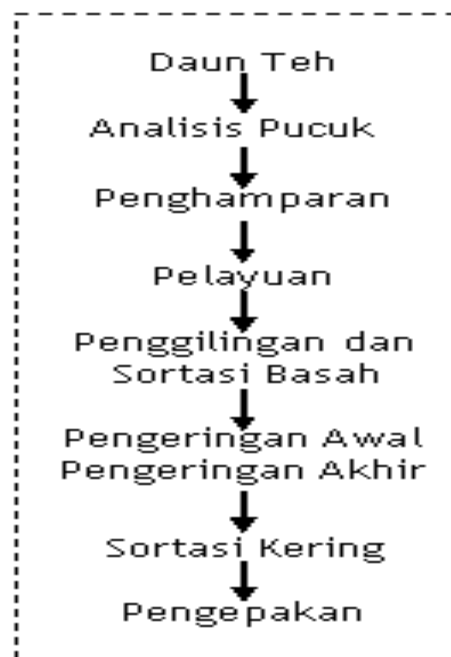 Daun Teh
Analisis Pucuk
Penghamparan
Pelayuan
Penggilingan dan
Sortasi Basah
Pengeringan Awal
Pengeringan Akhir
Sortasi Kering
Pengepakan